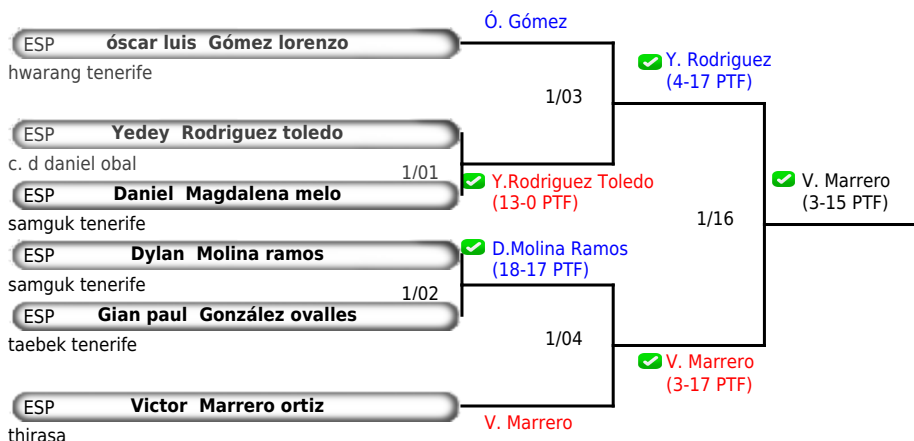 Ó. Gómez
ESP óscar luis Gómez lorenzo
hwarang tenerife
Y. Rodriguez
(4-17 PTF)
1/03
ESP Yedey Rodriguez toledo
c. d daniel obal
1/01
Y.Rodriguez Toledo
(13-0 PTF)
V. Marrero
(3-15 PTF)
ESP Daniel Magdalena melo
samguk tenerife
1/16
ESP Dylan Molina ramos
samguk tenerife
D.Molina Ramos
(18-17 PTF)
1/02
ESP Gian paul González ovalles
taebek tenerife
1/04
V. Marrero
(3-17 PTF)
ESP Victor Marrero ortiz
thirasa
V. Marrero